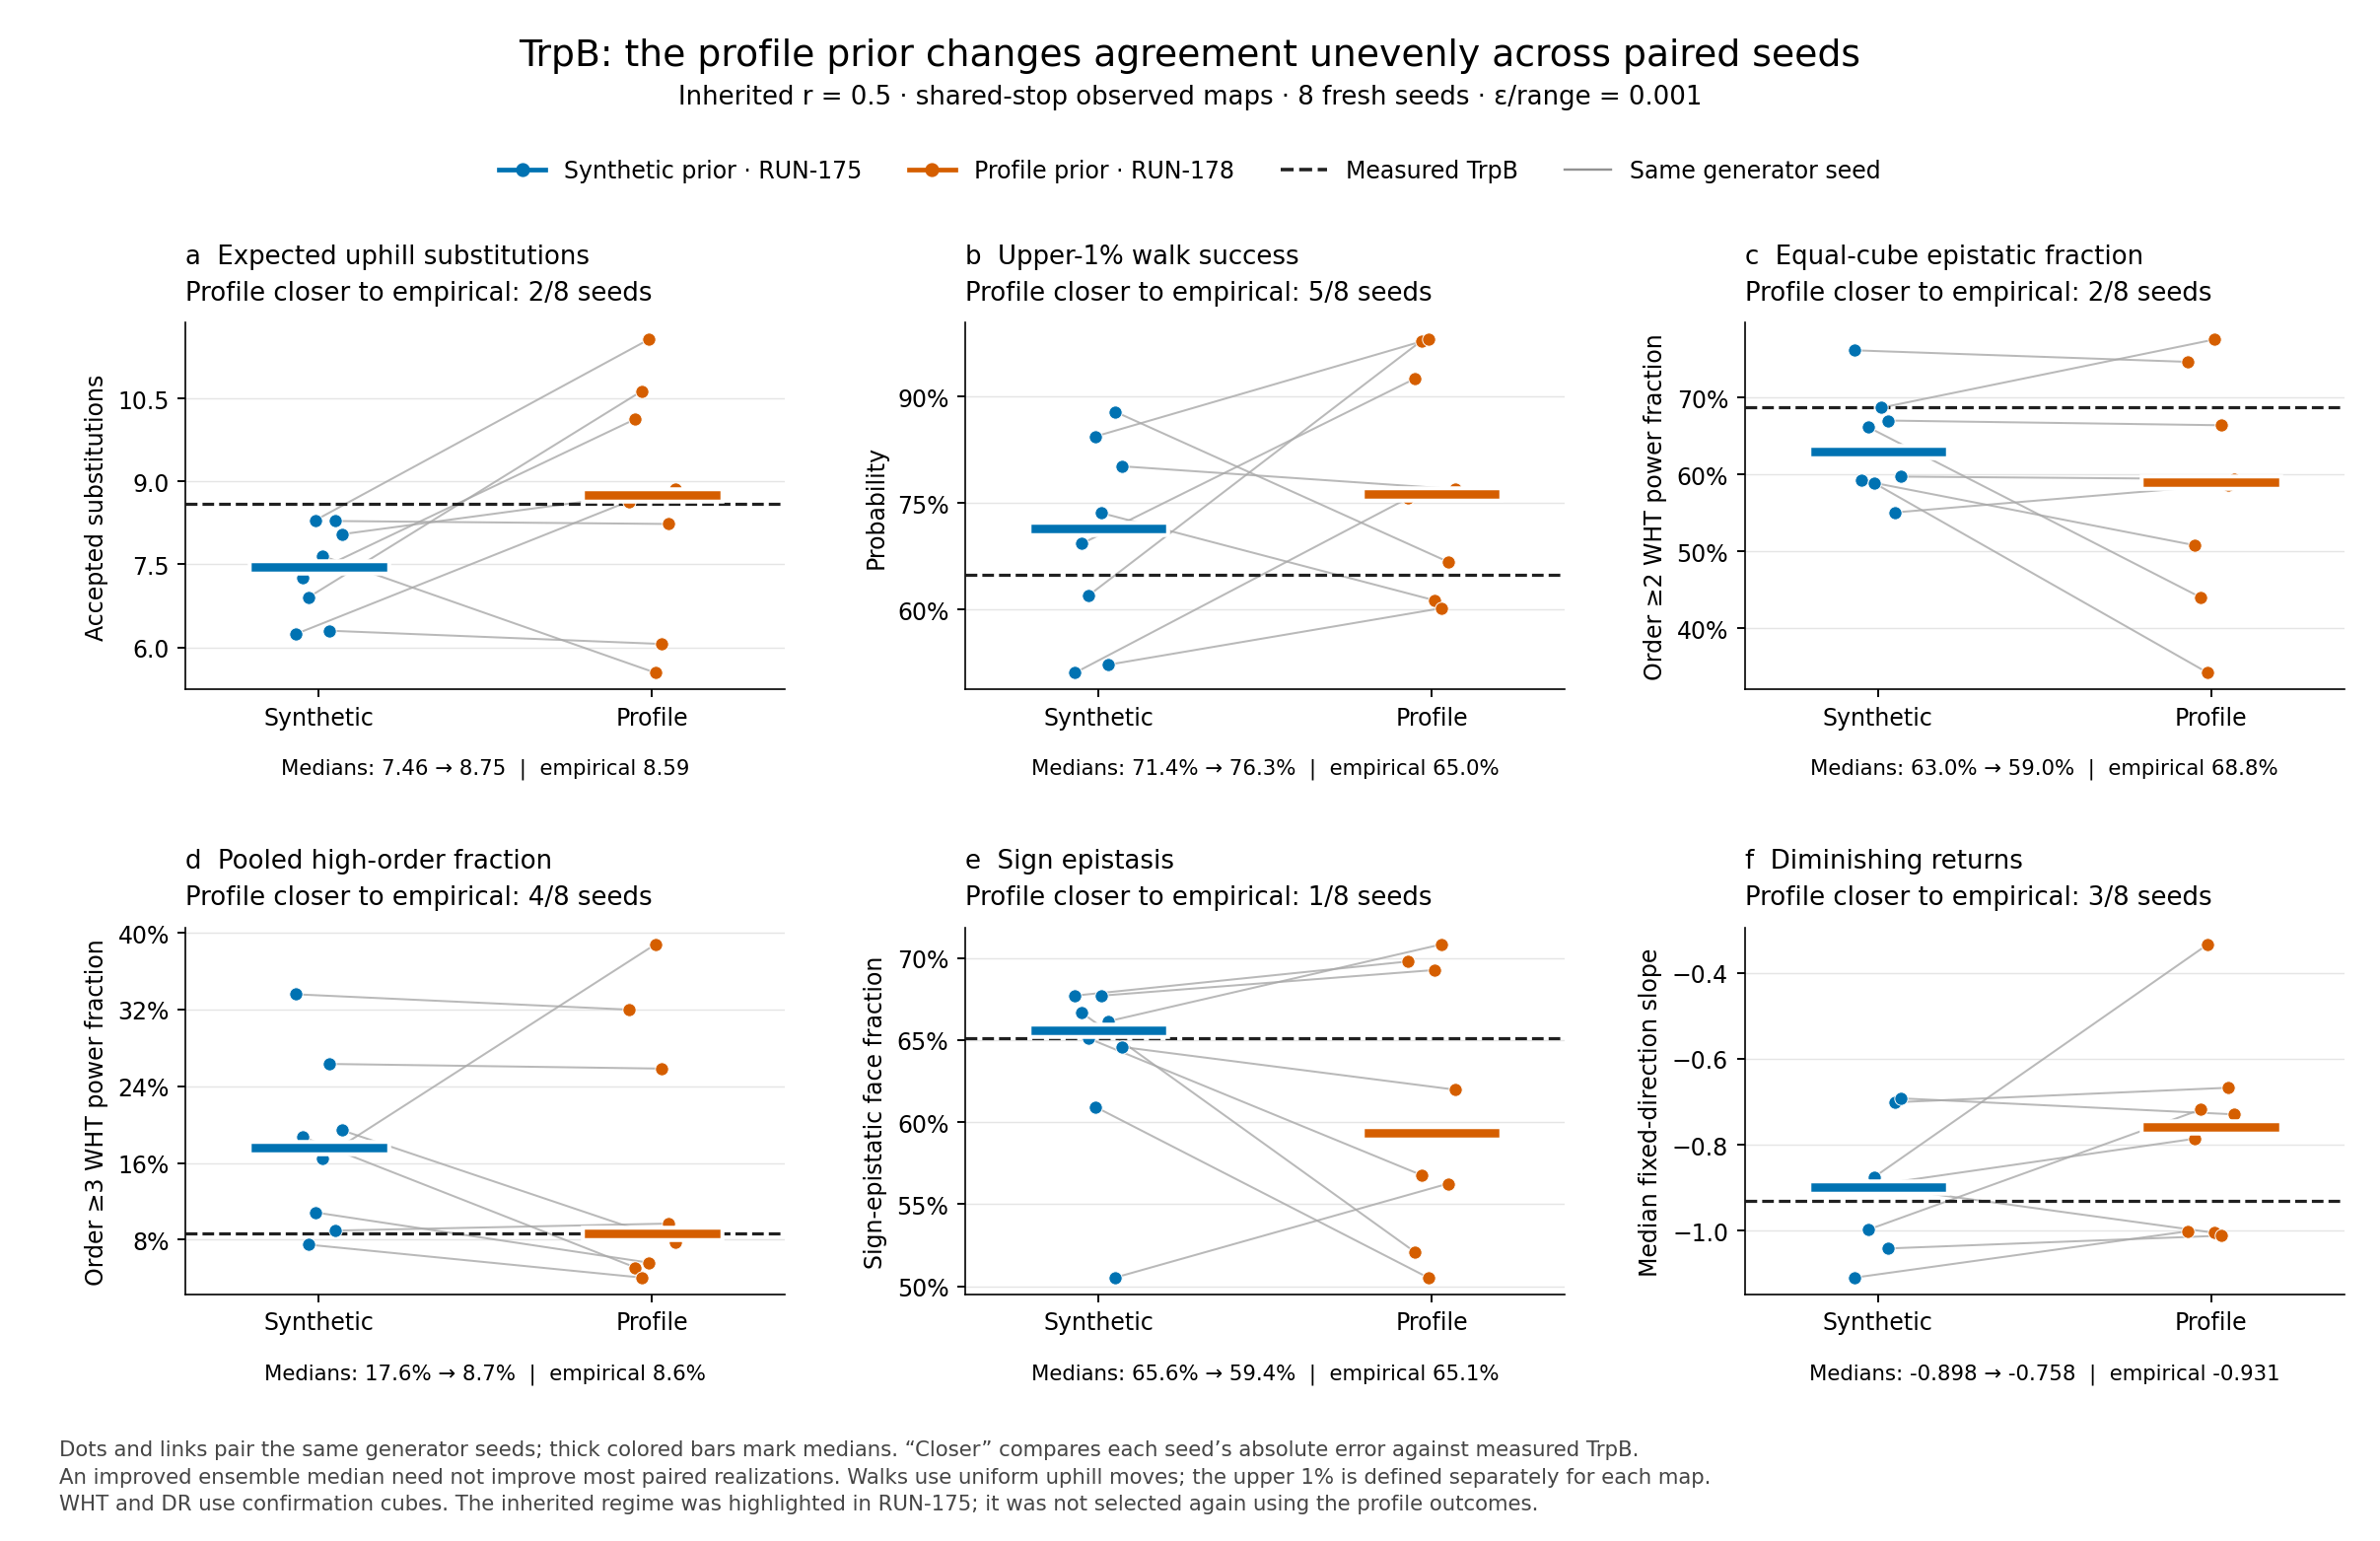 TrpB: the profile prior changes agreement unevenly across paired seeds
Inherited r = 0.5 · shared-stop observed maps · 8 fresh seeds · ε/range = 0.001
Synthetic prior · RUN-175
Profile prior · RUN-178
Measured TrpB
Same generator seed
a Expected uphill substitutions
Profile closer to empirical: 2/8 seeds
Accepted substitutions
10.5
9.0
7.5
6.0
Synthetic
Profile
Medians: 7.46 → 8.75 | empirical 8.59
b Upper-1% walk success
Profile closer to empirical: 5/8 seeds
Probability
90%
75%
60%
Synthetic
Profile
Medians: 71.4% → 76.3% | empirical 65.0%
c Equal-cube epistatic fraction
Profile closer to empirical: 2/8 seeds
Order ≥2 WHT power fraction
70%
60%
50%
40%
Synthetic
Profile
Medians: 63.0% → 59.0% | empirical 68.8%
d Pooled high-order fraction
Profile closer to empirical: 4/8 seeds
Order ≥3 WHT power fraction
40%
32%
24%
16%
8%
Synthetic
Profile
Medians: 17.6% → 8.7% | empirical 8.6%
e Sign epistasis
Profile closer to empirical: 1/8 seeds
Sign-epistatic face fraction
70%
65%
60%
55%
50%
Synthetic
Profile
Medians: 65.6% → 59.4% | empirical 65.1%
f Diminishing returns
Profile closer to empirical: 3/8 seeds
Median fixed-direction slope
−0.4
−0.6
−0.8
−1.0
Synthetic
Profile
Medians: -0.898 → -0.758 | empirical -0.931
Dots and links pair the same generator seeds; thick colored bars mark medians. “Closer” compares each seed’s absolute error against measured TrpB.
An improved ensemble median need not improve most paired realizations. Walks use uniform uphill moves; the upper 1% is defined separately for each map.
WHT and DR use confirmation cubes. The inherited regime was highlighted in RUN-175; it was not selected again using the profile outcomes.